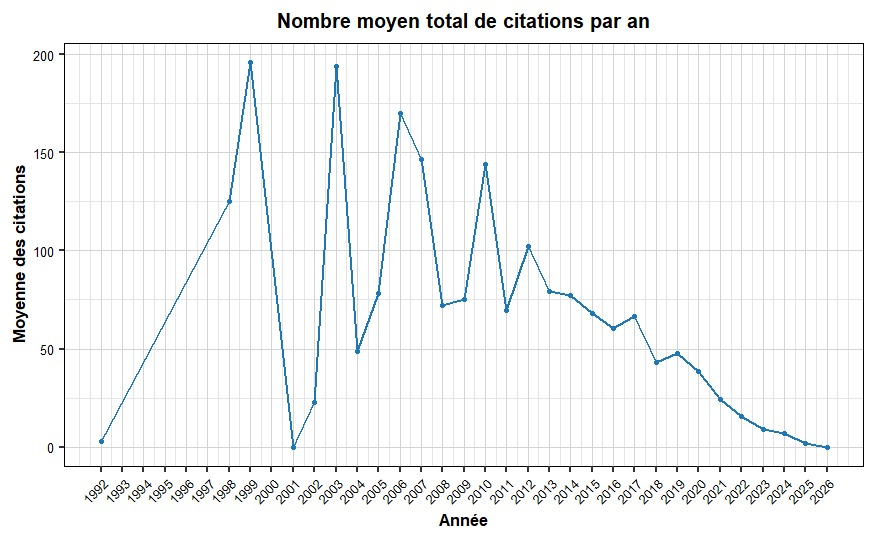 Nombre moyen total de citations par an
200
150
100
50
0
Moyenne des citations
1992 1993 1994 1995 1996 1997 1998 1999 2000 2001 2002 2003 2004 2005 2006 2007 2008 2009 2010 2011 2012 2013 2014 2015 2016 2017 2018 2019 2020 2021 2022 2023 2024 2025 2026
Année